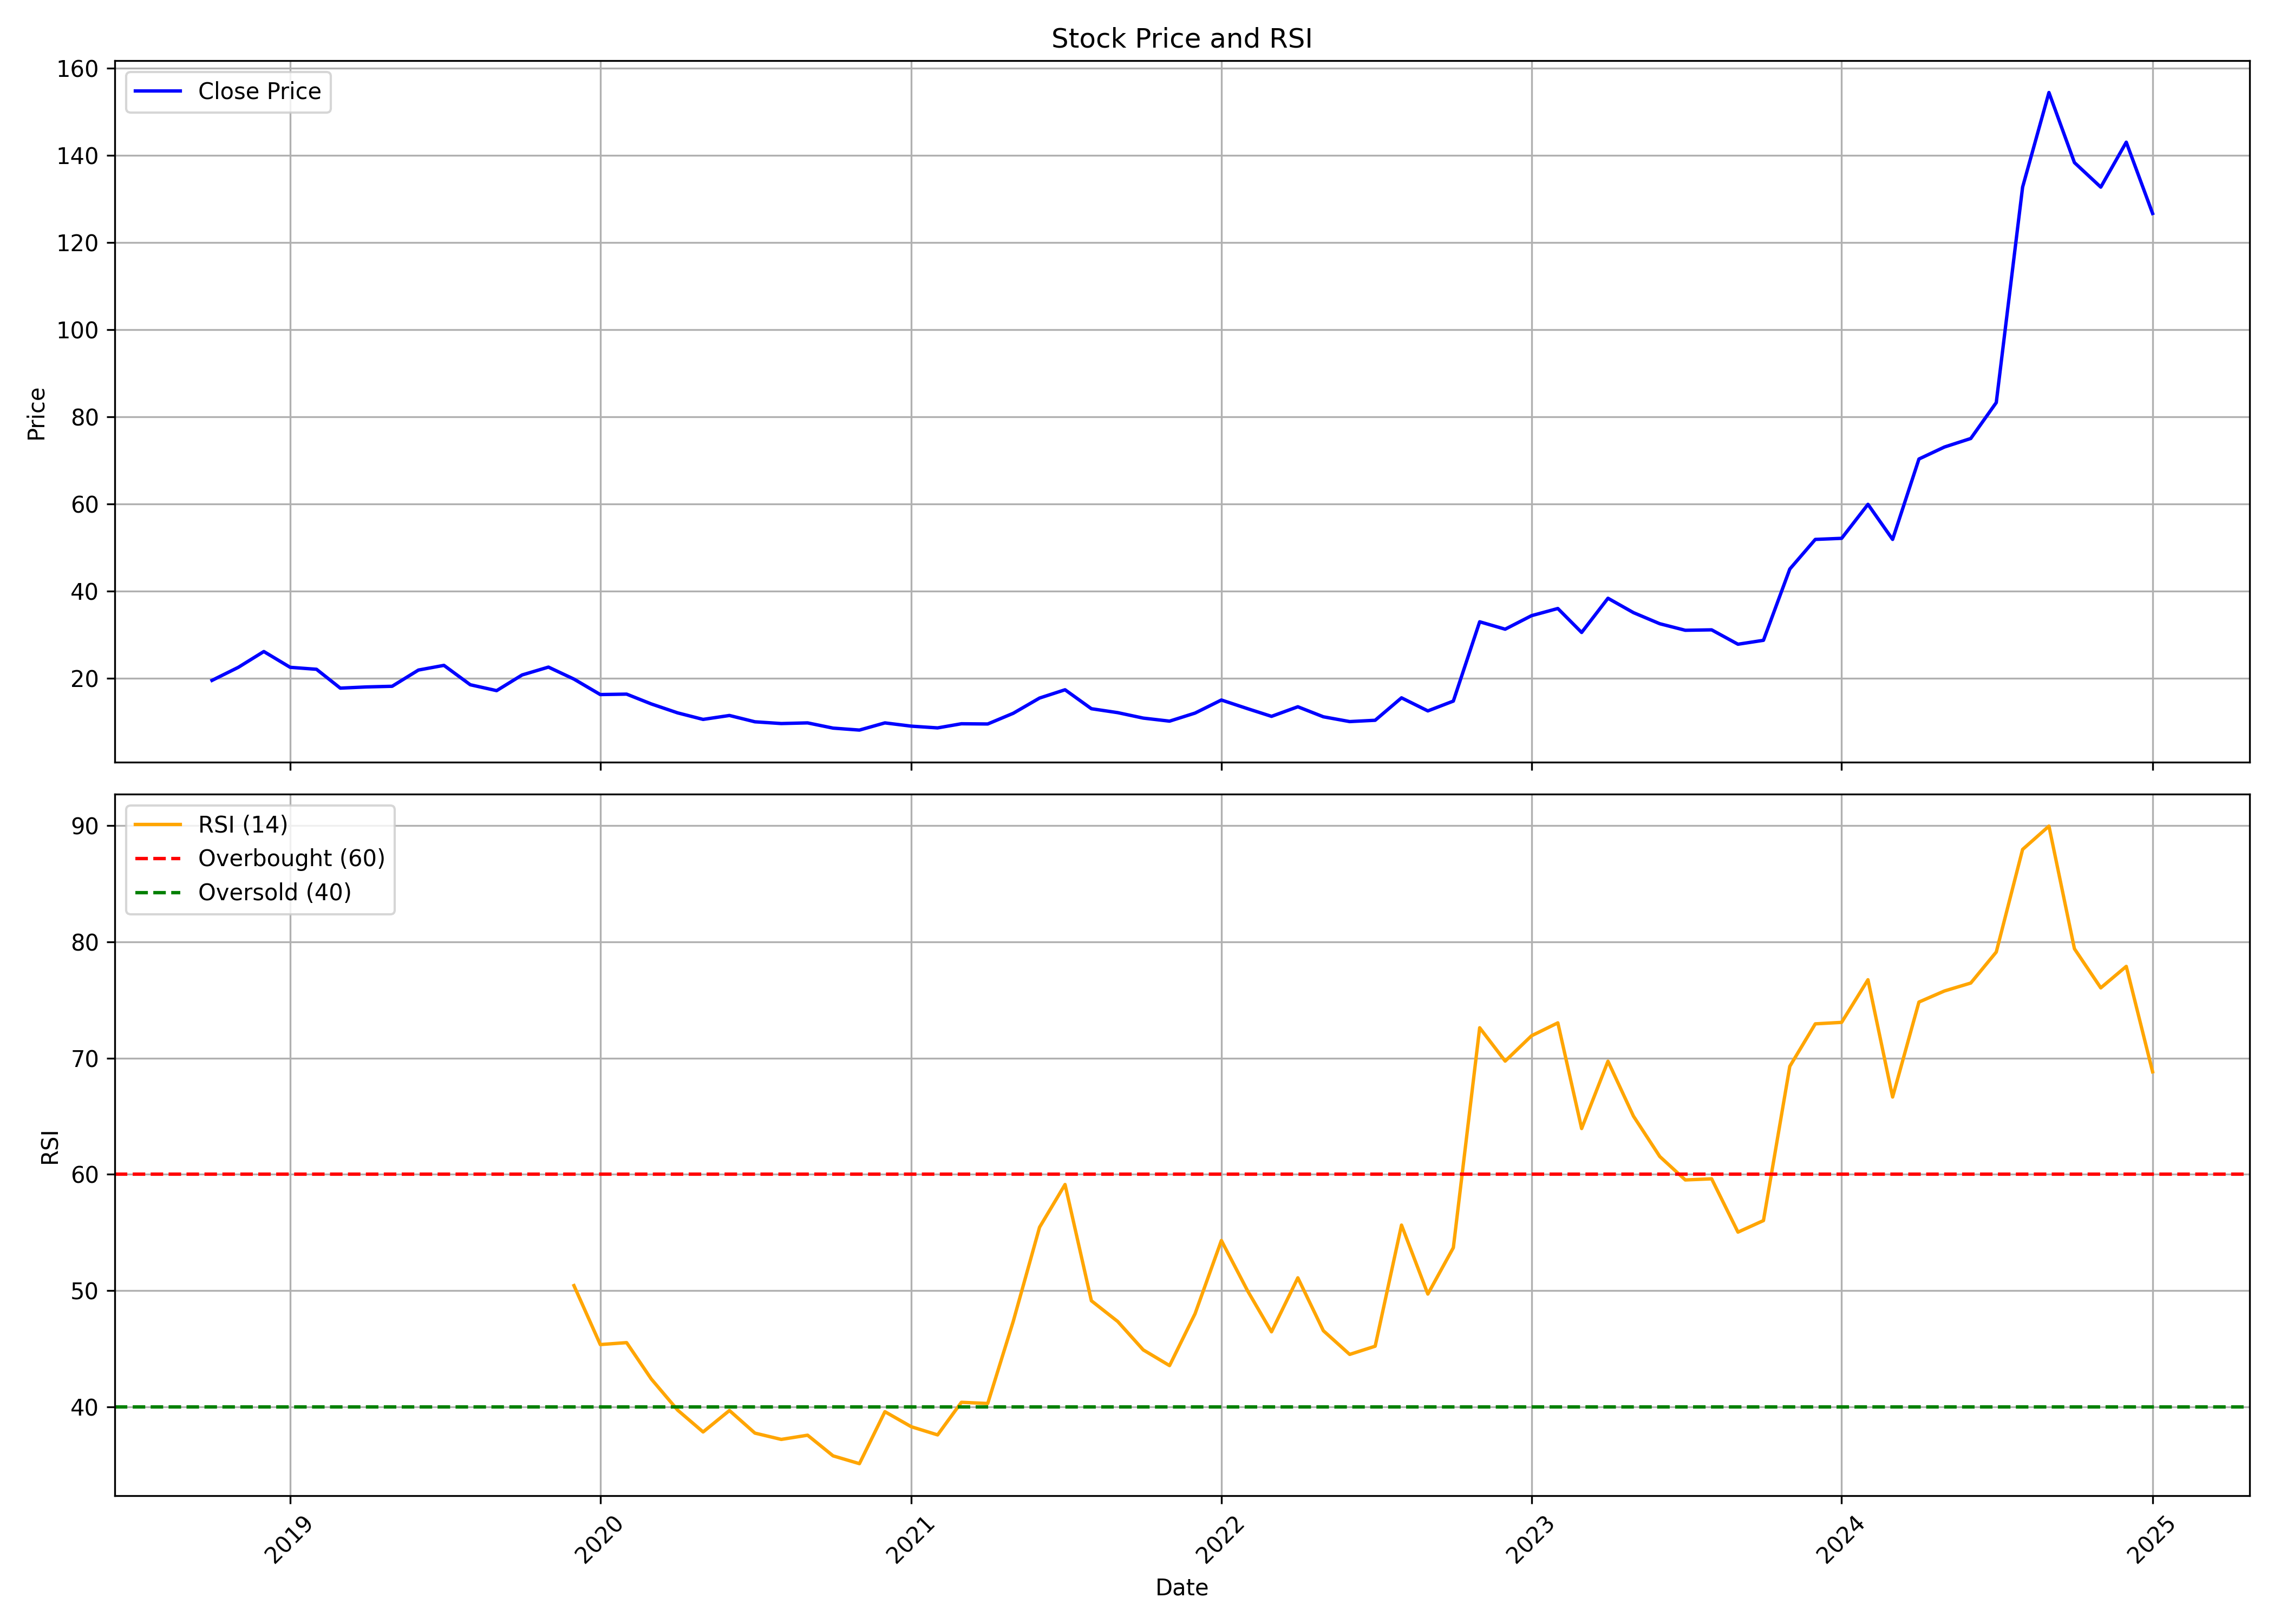 Stock Price and RSI
160
140
120
100
80
60
40
20
Price
Close Price
90
80
70
60
50
40
RSI
RSI (14)
Overbought (60)
Oversold (40)
2019
2020
2021
2022
2023
2024
2025
Date